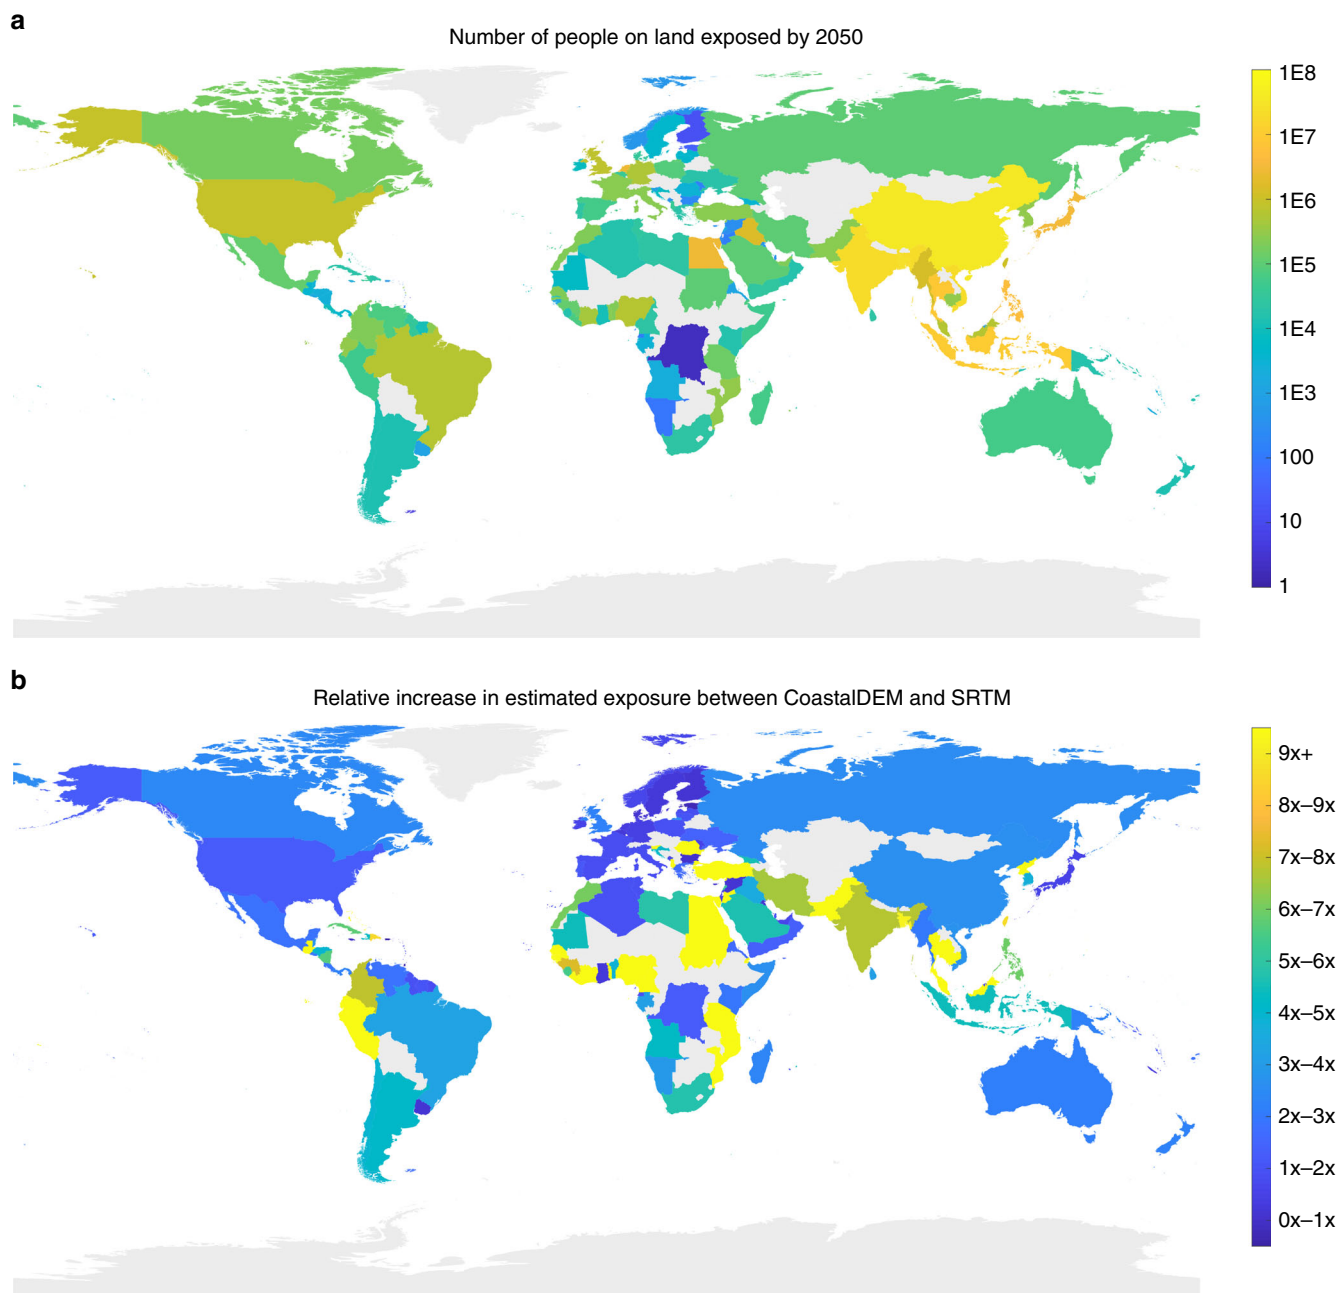 a
Number of people on land exposed by 2050
1E8
1E7
1E6
1E5
1E4
1E3
100
10
1
b
Relative increase in estimated exposure between CoastalDEM and SRTM
9x+
8x–9x
7x–8x
6x–7x
5x–6x
4x–5x
3x–4x
2x–3x
1x–2x
0x–1x